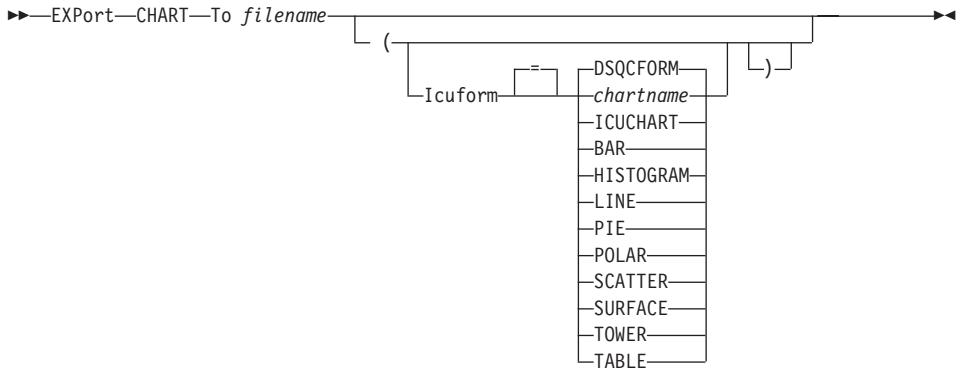 EXPort CHART To filename
(
)
Icuform = DSQCFORM
chartname
ICUCHART
BAR
HISTOGRAM
LINE
PIE
POLAR
SCATTER
SURFACE
TOWER
TABLE